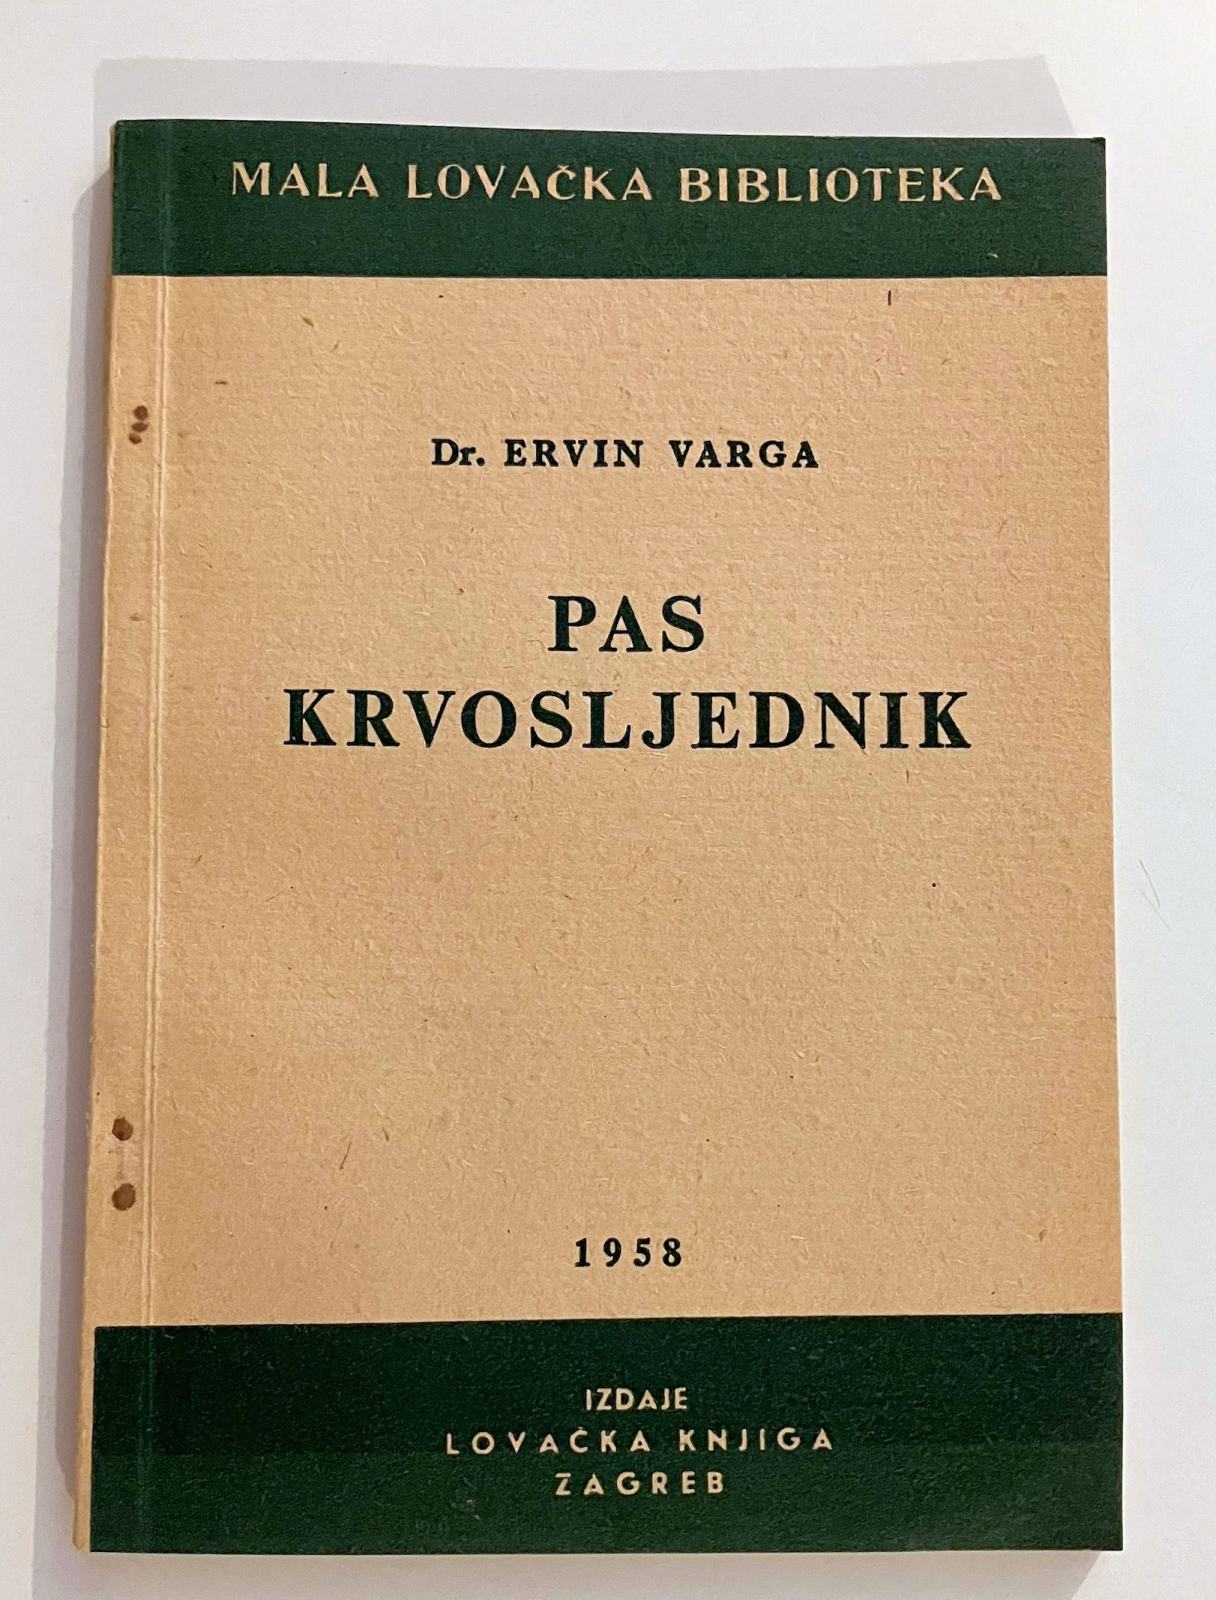 MALA LOVAČKA BIBLIOTEKA
Dr. ERVIN VARGA
PAS
KRVOSLJEDNIK
1958
IZDAJE
LOVAČKA KNJIGA
ZAGREB